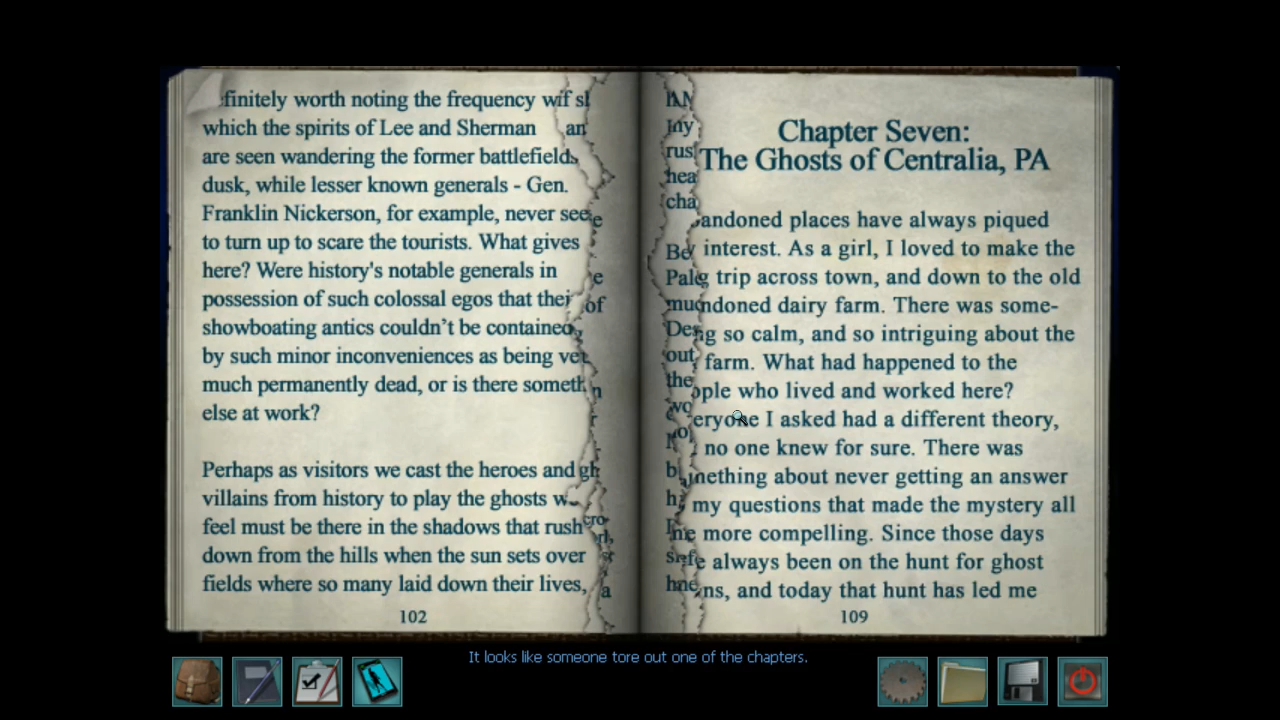 finitely worth noting the frequency
which the spirits of Lee and Sherman
are seen wandering the former battlefields
dusk, while lesser known generals - Gen.
Franklin Nickerson, for example, never see
to turn up to scare the tourists. What gives
here? Were history's notable generals in
possession of such colossal egos that thei
of
showboating antics couldn't be contained
by such minor inconveniences as being
much permanently dead, or is there
else at work?
Perhaps as visitors we cast the heroes and
villains from history to play the ghosts
feel must be there in the shadows that rush
down from the hills when the sun sets over
fields where so many laid down their lives,
102
rus
hea
cha
Chapter Seven:
The Ghosts of Centralia, PA
andoned places have always piqued
interest. As a girl, I loved to make the
trip across town, and down to the old
ndoned dairy farm. There was some-
so calm, and so intriguing about the
out
farm. What had happened to the
the
ople who lived and worked here?
eryone I asked had a different theory,
no one knew for sure. There was
mething about never getting an answer
my questions that made the mystery all
more compelling. Since those days
always been on the hunt for ghost
ns, and today that hunt has led me
109
It looks like someone tore out one of the chapters.